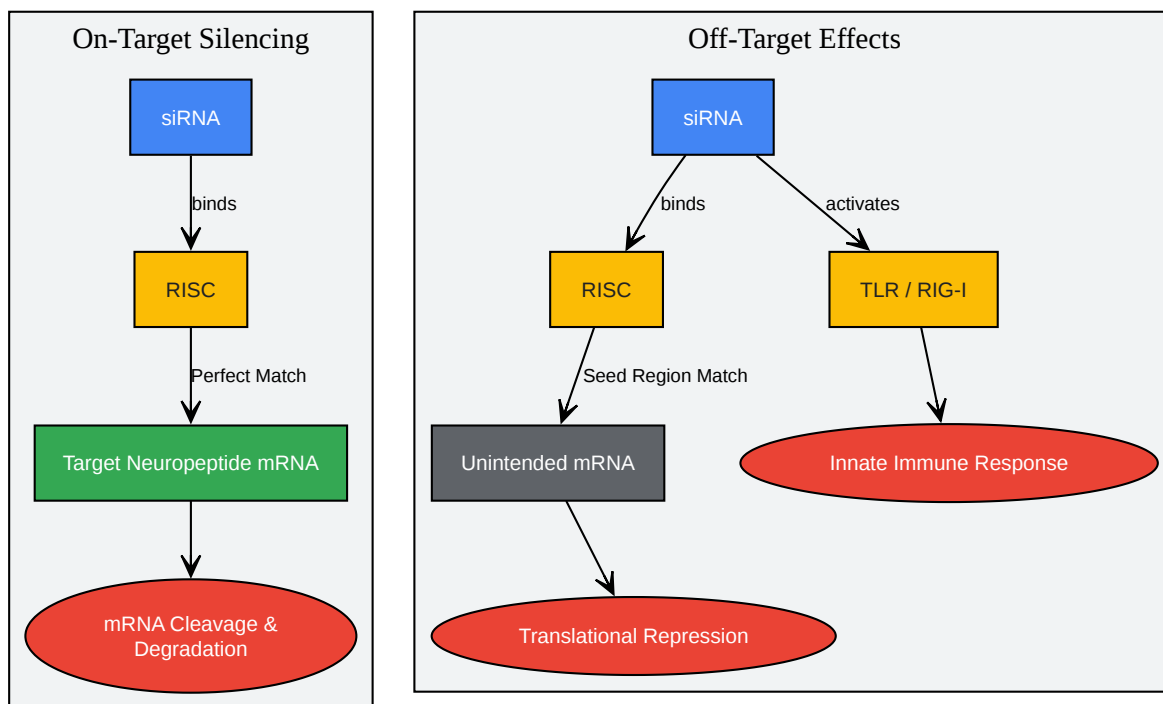 On-Target Silencing
siRNA
binds
RISC
Perfect Match
Target Neuropeptide mRNA
mRNA Cleavage &
Degradation
Off-Target Effects
siRNA
binds
activates
RISC
TLR / RIG-I
Seed Region Match
Unintended mRNA
Innate Immune Response
Translational Repression